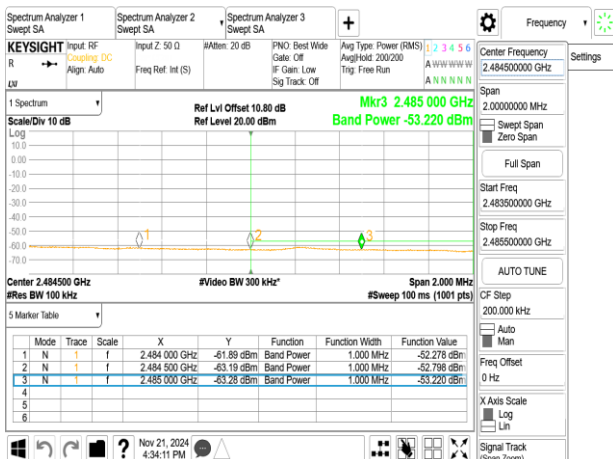 Spectrum Analyzer 1
Swept SA
Spectrum Analyzer 2
Swept SA
Spectrum Analyzer 3
Swept SA
+
Frequency
KEYSIGHT
R
Input: RF
Coupling: DC
Align: Auto
Input Z: 50 Ω
Freq Ref: Int (S)
#Atten: 20 dB
PNO: Best Wide
Gate: Off
IF Gain: Low
Sig Track: Off
Avg Type: Power (RMS)
Avg|Hold: 200/200
Trig: Free Run
1 2 3 4 5 6
A W W W W W
A N N N N N
1 Spectrum
Scale/Div 10 dB
Log
Ref Lvl Offset 10.80 dB
Ref Level 20.00 dBm
Mkr3 2.485 000 GHz
Band Power -53.220 dBm
10.0
0.00
-10.0
-20.0
-30.0
-40.0
-50.0
-60.0
-70.0
1
2
3
Center 2.484500 GHz
#Res BW 100 kHz
#Video BW 300 kHz*
Span 2.000 MHz
#Sweep 100 ms (1001 pts)
5 Marker Table
Mode Trace Scale X Y Function Function Width Function Value
1 N 1 f 2.484 000 GHz -61.89 dBm Band Power 1.000 MHz -52.278 dBm
2 N 1 f 2.484 500 GHz -63.19 dBm Band Power 1.000 MHz -52.798 dBm
3 N 1 f 2.485 000 GHz -63.28 dBm Band Power 1.000 MHz -53.220 dBm
4
5
6
?
Nov 21, 2024
4:34:11 PM
Center Frequency
2.484500000 GHz
Settings
Span
2.00000000 MHz
Swept Span
Zero Span
Full Span
Start Freq
2.483500000 GHz
Stop Freq
2.485500000 GHz
AUTO TUNE
CF Step
200.000 kHz
Auto
Man
Freq Offset
0 Hz
X Axis Scale
Log
Lin
Signal Track
(Span Zoom)